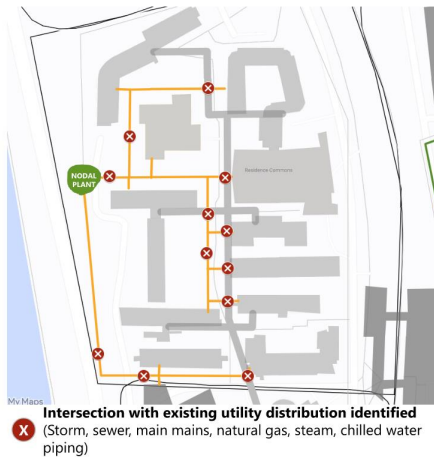 Residence Commons
NODAL
PLANT
My Maps
Intersection with existing utility distribution identified
X (Storm, sewer, main mains, natural gas, steam, chilled water
piping)